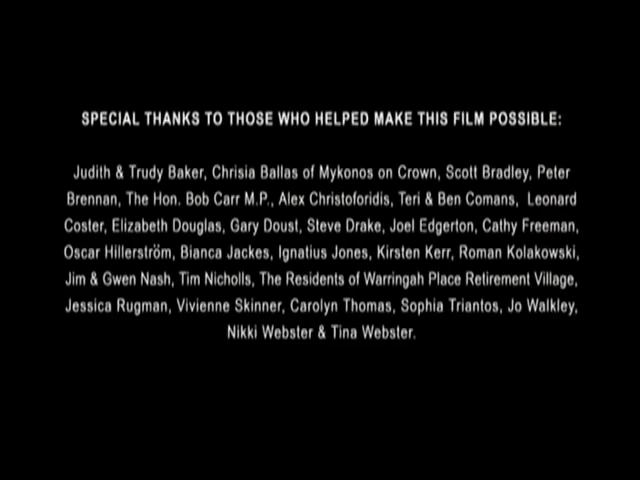 SPECIAL THANKS TO THOSE WHO HELPED MAKE THIS FILM POSSIBLE:
Judith & Trudy Baker, Chrisia Ballas of Mykonos on Crown, Scott Bradley, Peter
Brennan, The Hon. Bob Carr M.P., Alex Christoforidis, Teri & Ben Comans, Leonard
Coster, Elizabeth Douglas, Gary Doust, Steve Drake, Joel Edgerton, Cathy Freeman,
Oscar Hillerström, Bianca Jackes, Ignatius Jones, Kirsten Kerr, Roman Kolakowski,
Jim & Gwen Nash, Tim Nicholls, The Residents of Warringah Place Retirement Village,
Jessica Rugman, Vivienne Skinner, Carolyn Thomas, Sophia Triantos, Jo Walkley,
Nikki Webster & Tina Webster.